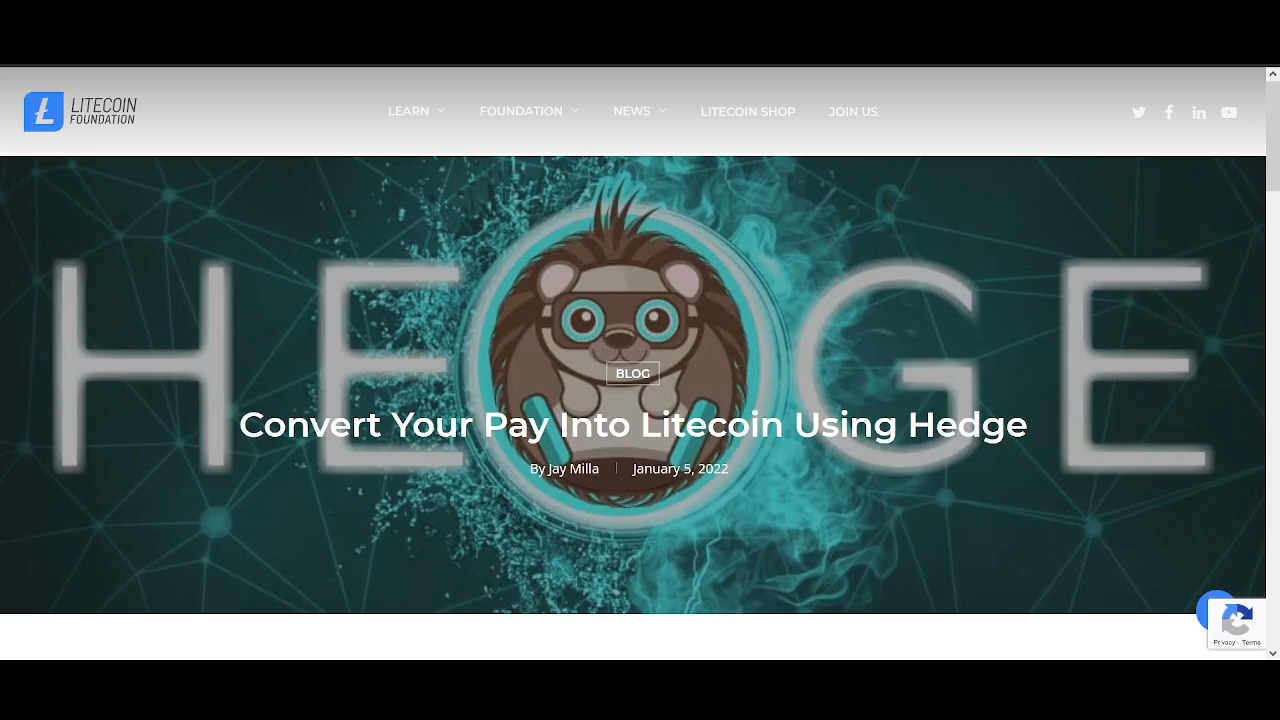 LITECOIN
FOUNDATION
LEARN FOUNDATION NEWS LITECOIN SHOP JOIN US
HEDGE
BLOG
Convert Your Pay Into Litecoin Using Hedge
By Jay Milla January 5, 2022
Privacy - Terms